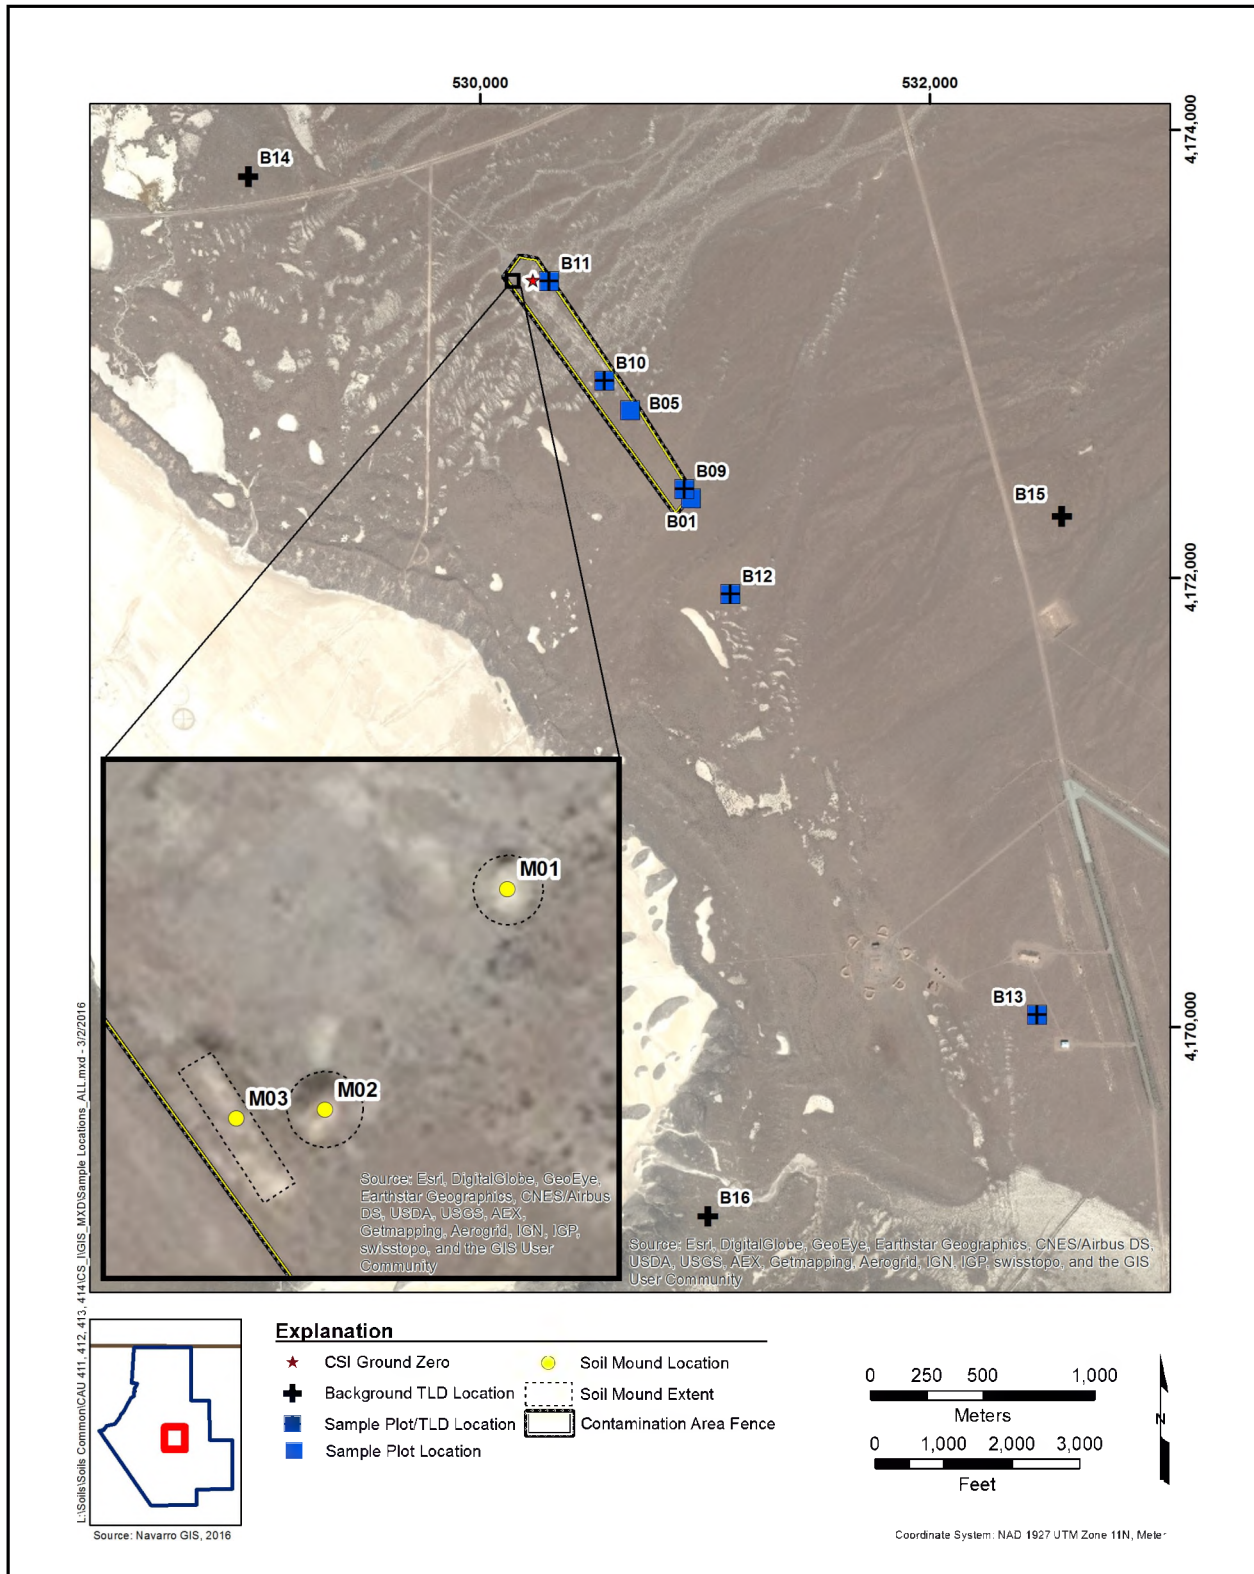 530,000
532,000
4,174,000
B14
B11
B10
B05
B09
B01
B15
4,172,000
B12
M01
M02
M03
B13
4,170,000
B16
Source: Esri, DigitalGlobe, GeoEye,
Earthstar Geographics, CNES/Airbus
DS, USDA, USGS, AEX,
Getmapping, Aerogrid, IGN, IGP,
swisstopo, and the GIS User
Community
Source: Esri, DigitalGlobe, GeoEye, Earthstar Geographics, CNES/Airbus DS,
USDA, USGS, AEX, Getmapping, Aerogrid, IGN, IGP, swisstopo, and the GIS
User Community
L:\Soils\Soils Common\CAU 411, 412, 413, 414\CS_I\GIS_MXD\Sample Locations_ALL.mxd - 3/2/2016
Explanation
CSI Ground Zero
Background TLD Location
Sample Plot/TLD Location
Sample Plot Location
Soil Mound Location
Soil Mound Extent
Contamination Area Fence
0 250 500 1,000
Meters
0 1,000 2,000 3,000
Feet
N
Source: Navarro GIS, 2016
Coordinate System: NAD 1927 UTM Zone 11N, Meter